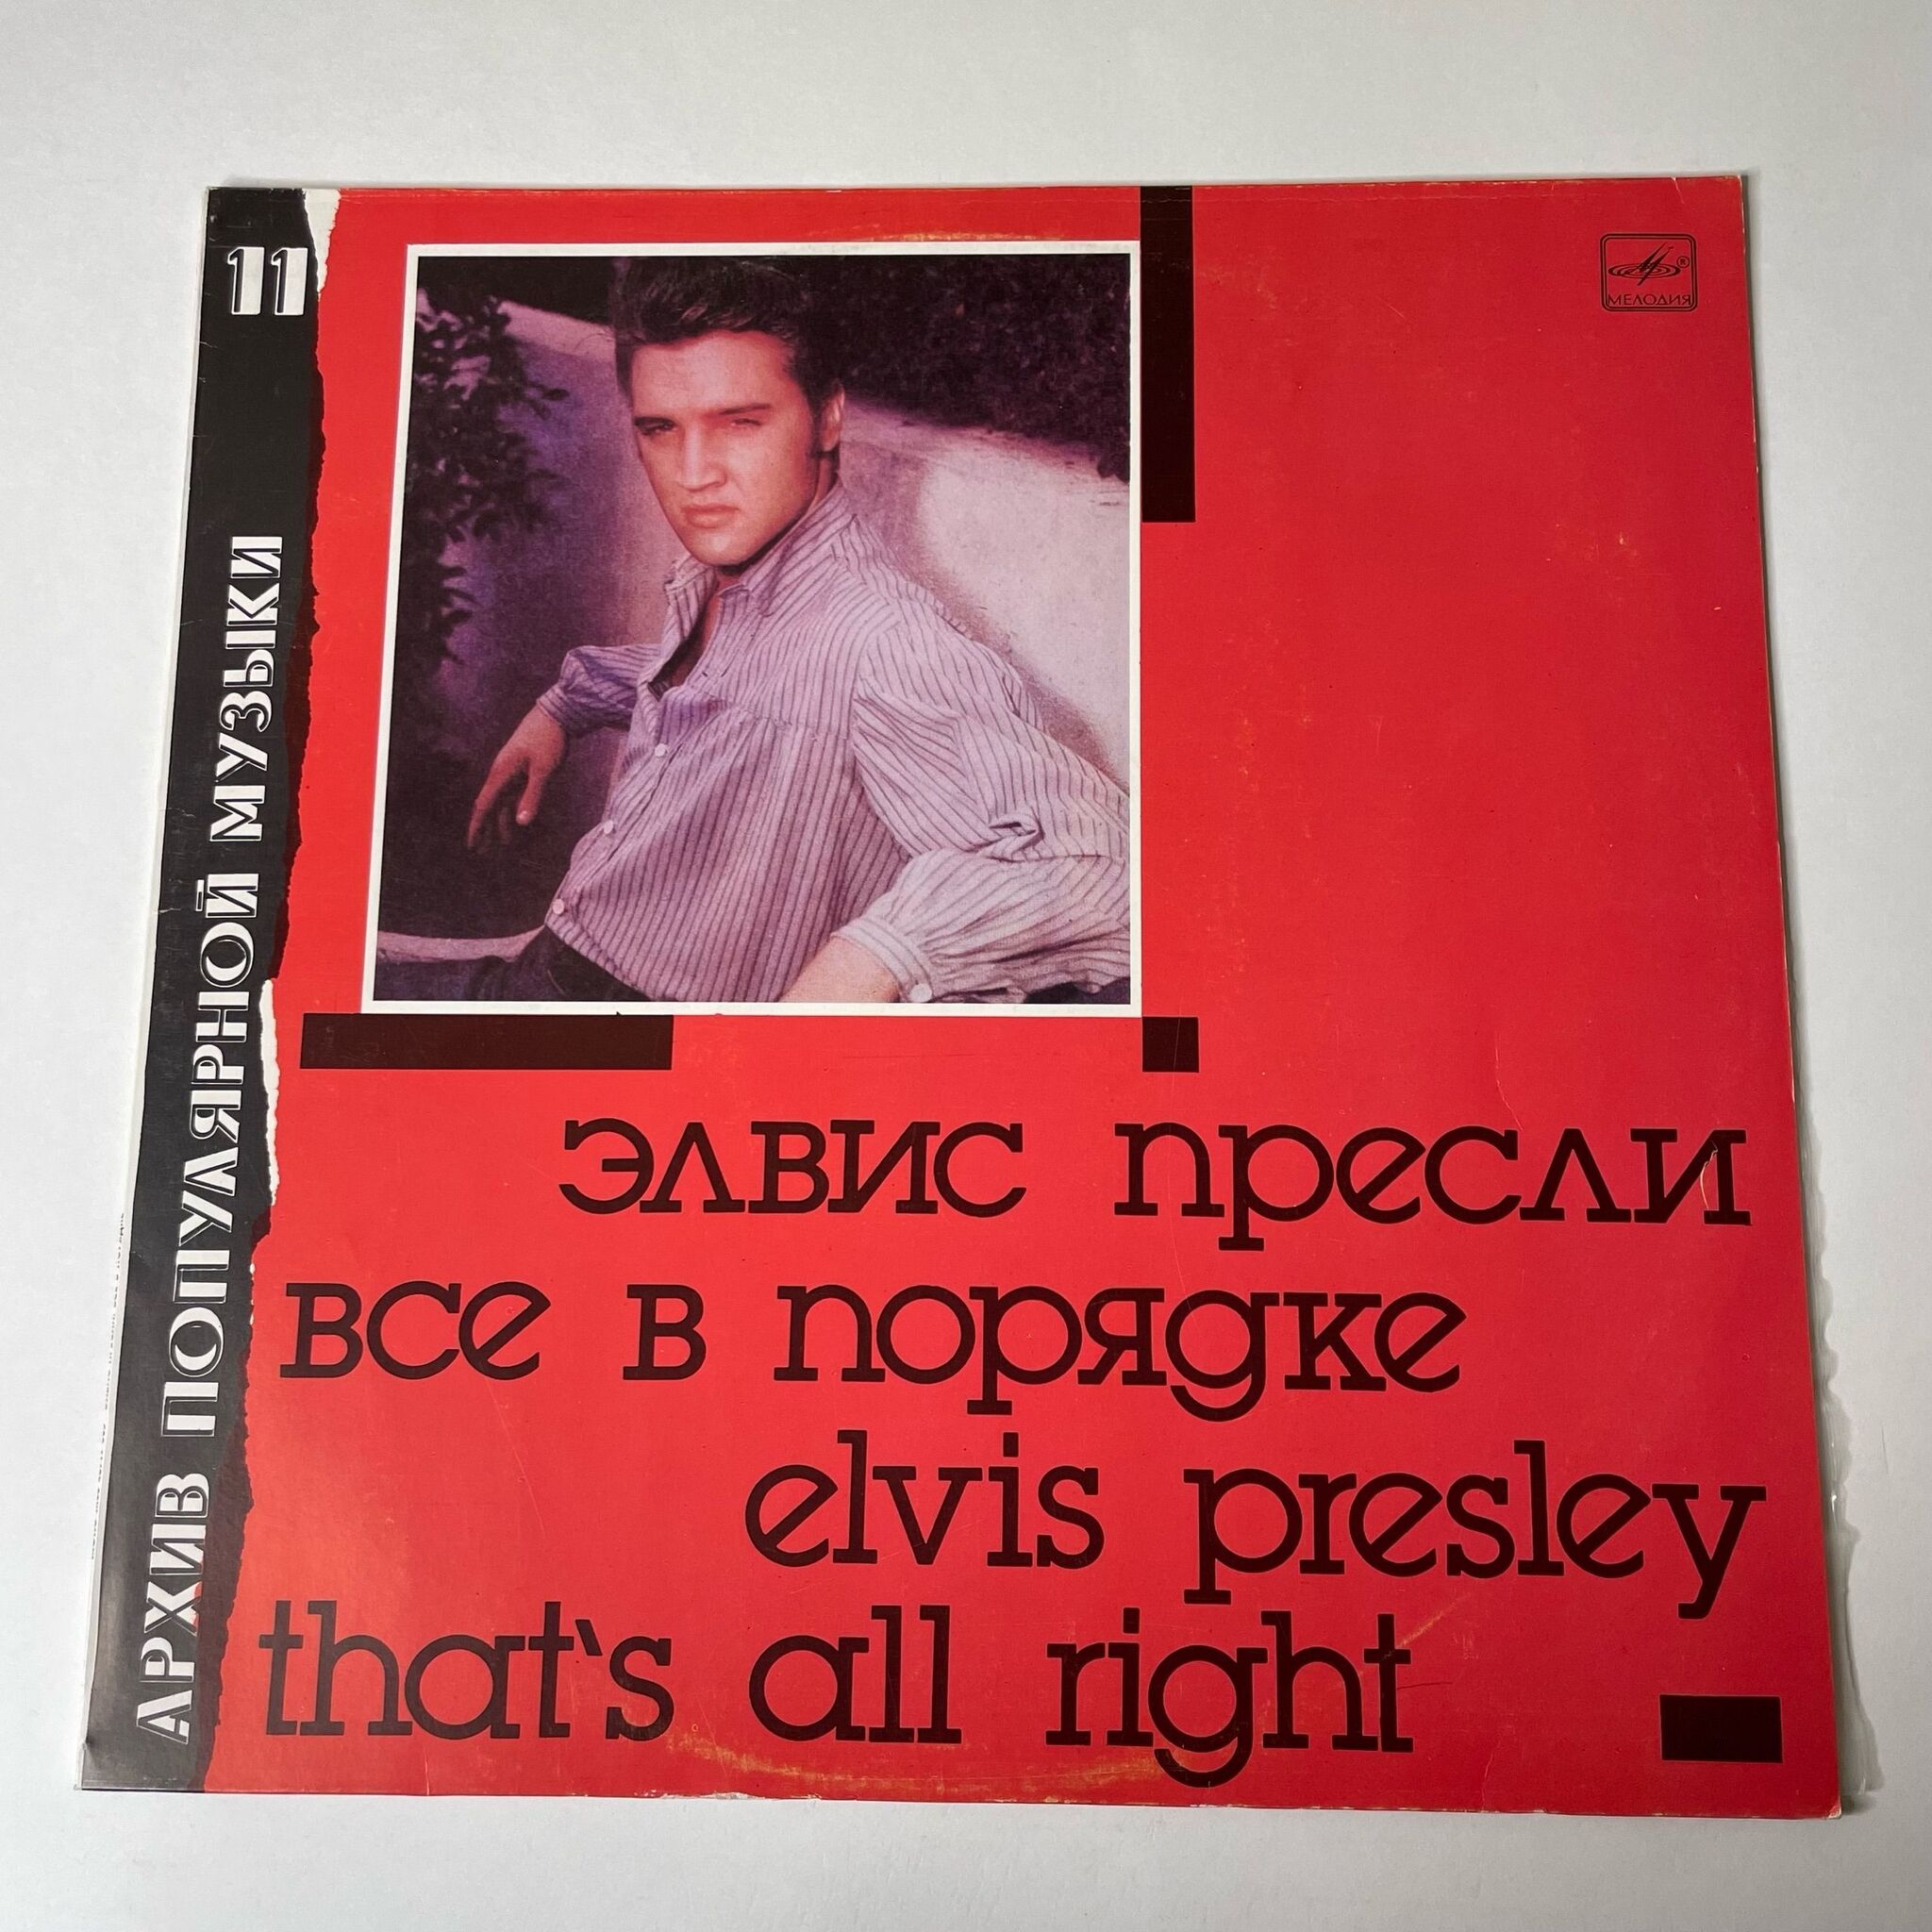 11
АРХИВ ПОПУЛЯРНОЙ МУЗЫКИ
МЕЛОДИЯ
®
элвис пресли
все в порядке
elvis presley
that's all right